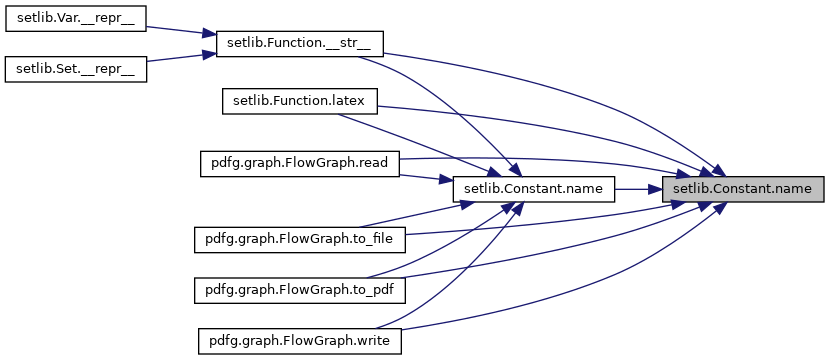 setlib.Var.__repr__
setlib.Set.__repr__
setlib.Function.__str__
setlib.Function.latex
pdfg.graph.FlowGraph.read
setlib.Constant.name
setlib.Constant.name
pdfg.graph.FlowGraph.to_file
pdfg.graph.FlowGraph.to_pdf
pdfg.graph.FlowGraph.write